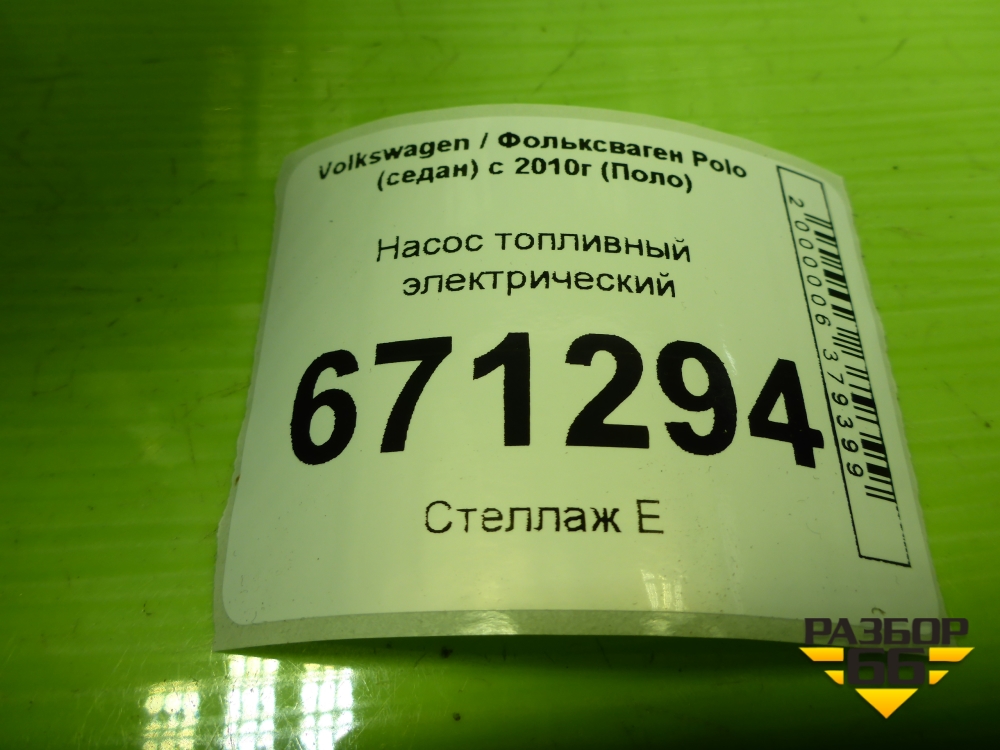 Volkswagen / Фольксваген Polo
(седан) с 2010г (Поло)
Насос топливный
электрический
671294
Стеллаж Е
2000006379399
РАЗБОР
66